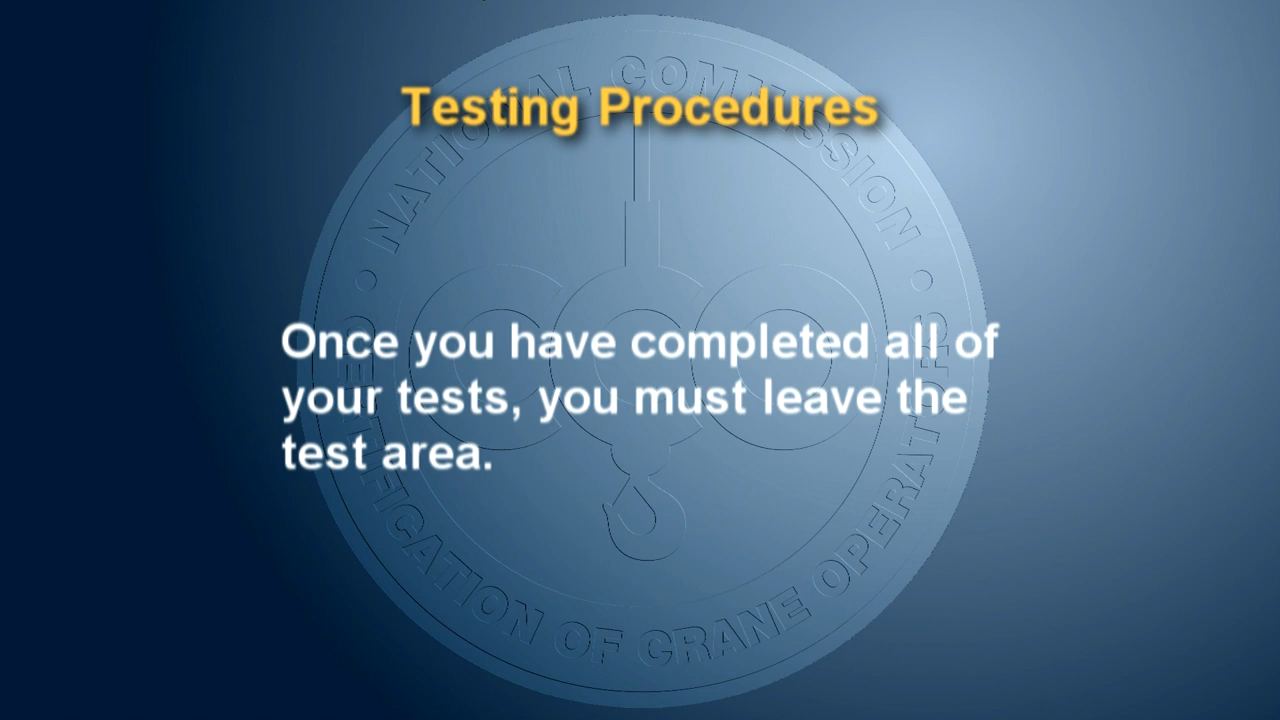 Testing Procedures
Once you have completed all of
your tests, you must leave the
test area.
NATIONAL COMMISSION
CERTIFICATION OF CRANE OPERATORS